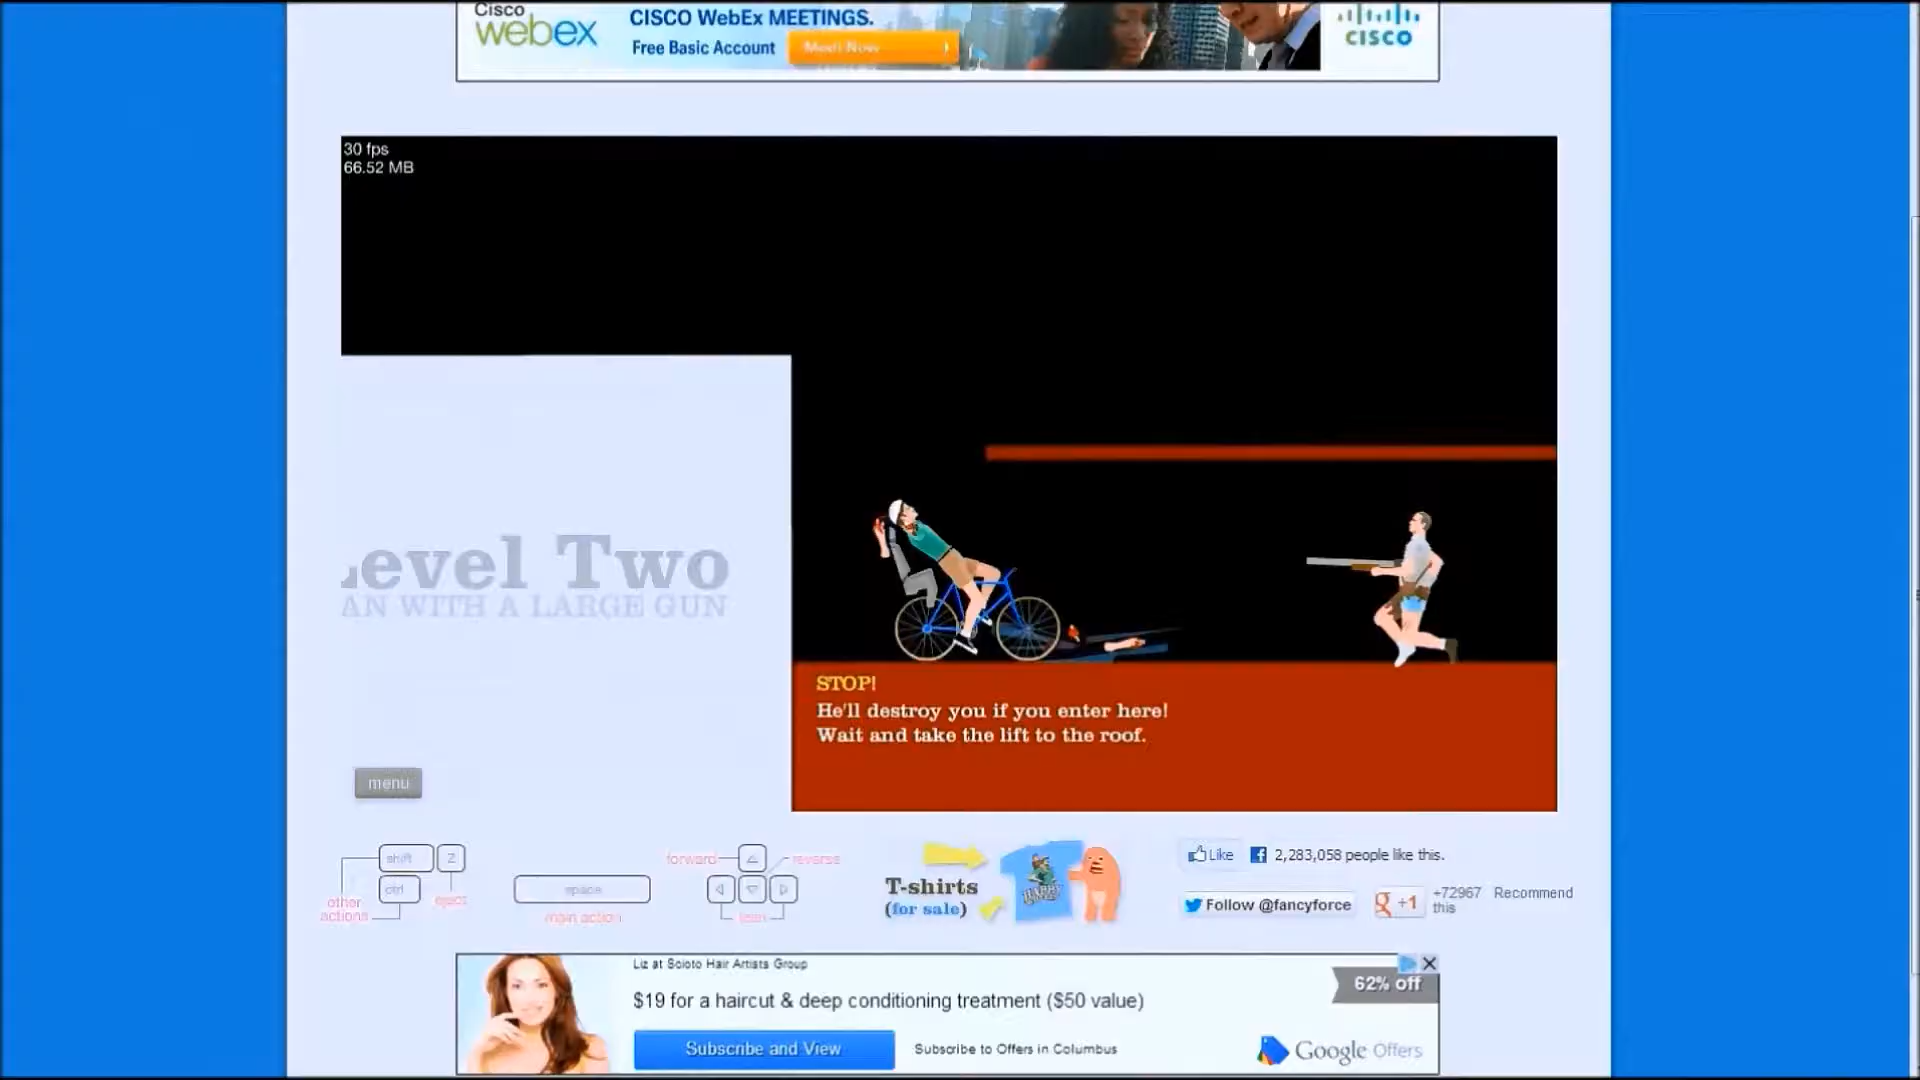 Cisco
webex
CISCO WebEx MEETINGS.
Free Basic Account
Meet Now
CISCO
30 fps
66.52 MB
evel Two
AN WITH A LARGE GUN
STOP!
He'll destroy you if you enter here!
Wait and take the lift to the roof.
menu
shift
Z
ctrl
other
actions
eject
space
main action
forward
reverse
lean
T-shirts
(for sale)
HAPPY
Like
2,283,058 people like this.
Follow @fancyforce
+1
+72967 Recommend
this
Liz at Scioto Hair Artists Group
$19 for a haircut & deep conditioning treatment ($50 value)
62% off
Subscribe and View
Subscribe to Offers in Columbus
Google Offers